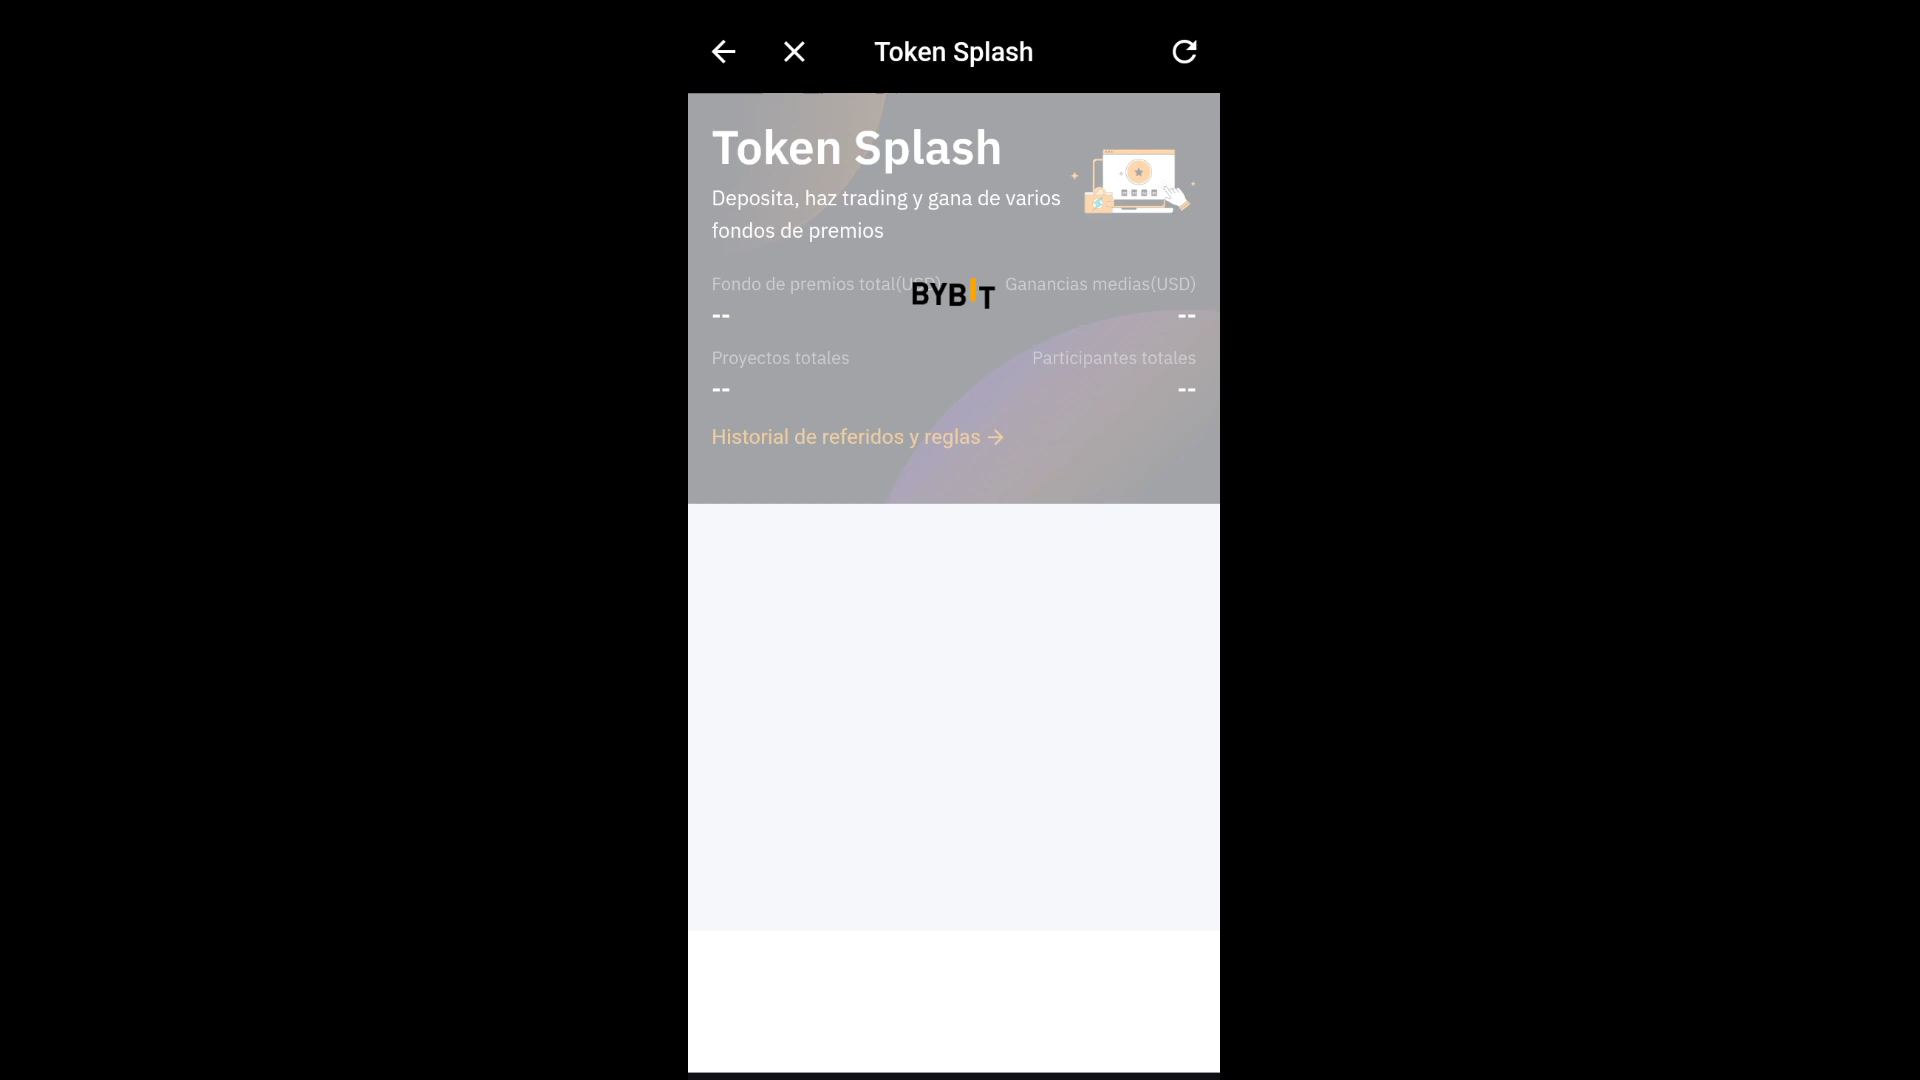 Token Splash
Token Splash
Deposita, haz trading y gana de varios
fondos de premios
Fondo de premios total(USD)
Ganancias medias(USD)
BYBIT
--
--
Proyectos totales
Participantes totales
--
--
Historial de referidos y reglas →